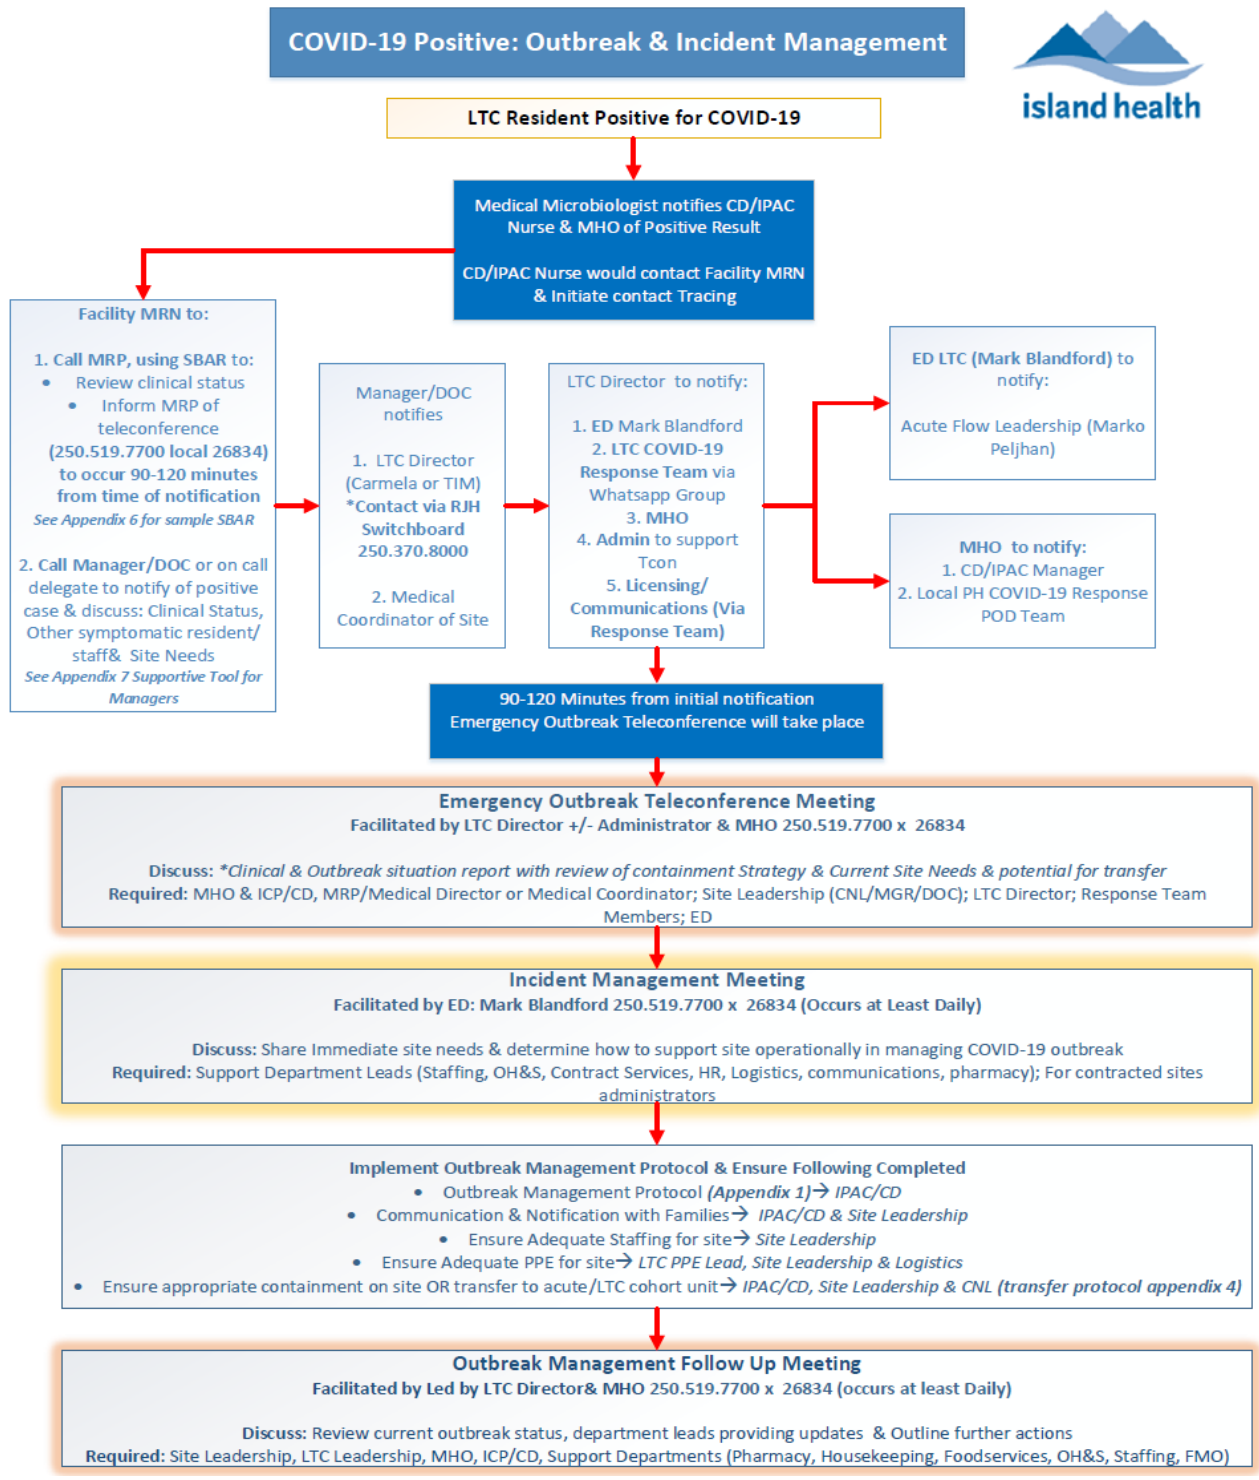 COVID-19 Positive: Outbreak & Incident Management
island health
LTC Resident Positive for COVID-19
Medical Microbiologist notifies CD/IPAC
Nurse & MHO of Positive Result
CD/IPAC Nurse would contact Facility MRN
& Initiate contact Tracing
Facility MRN to:
1. Call MRP, using SBAR to:
• Review clinical status
• Inform MRP of
teleconference
(250.519.7700 local 26834)
to occur 90-120 minutes
from time of notification
See Appendix 6 for sample SBAR
2. Call Manager/DOC or on call
delegate to notify of positive
case & discuss: Clinical Status,
Other symptomatic resident/
staff& Site Needs
See Appendix 7 Supportive Tool for
Managers
Manager/DOC
notifies
1. LTC Director
(Carmela or TIM)
*Contact via RJH
Switchboard
250.370.8000
2. Medical
Coordinator of Site
LTC Director to notify:
1. ED Mark Blandford
2. LTC COVID-19
Response Team via
Whatsapp Group
3. MHO
4. Admin to support
Tcon
5. Licensing/
Communications (Via
Response Team)
ED LTC (Mark Blandford) to
notify:
Acute Flow Leadership (Marko
Peljhan)
MHO to notify:
1. CD/IPAC Manager
2. Local PH COVID-19 Response
POD Team
90-120 Minutes from initial notification
Emergency Outbreak Teleconference will take place
Emergency Outbreak Teleconference Meeting
Facilitated by LTC Director +/- Administrator & MHO 250.519.7700 x 26834
Discuss: *Clinical & Outbreak situation report with review of containment Strategy & Current Site Needs & potential for transfer
Required: MHO & ICP/CD, MRP/Medical Director or Medical Coordinator; Site Leadership (CNL/MGR/DOC); LTC Director; Response Team
Members; ED
Incident Management Meeting
Facilitated by ED: Mark Blandford 250.519.7700 x 26834 (Occurs at Least Daily)
Discuss: Share Immediate site needs & determine how to support site operationally in managing COVID-19 outbreak
Required: Support Department Leads (Staffing, OH&S, Contract Services, HR, Logistics, communications, pharmacy); For contracted sites
administrators
Implement Outbreak Management Protocol & Ensure Following Completed
• Outbreak Management Protocol (Appendix 1)→ IPAC/CD
• Communication & Notification with Families→ IPAC/CD & Site Leadership
• Ensure Adequate Staffing for site→ Site Leadership
• Ensure Adequate PPE for site→ LTC PPE Lead, Site Leadership & Logistics
• Ensure appropriate containment on site OR transfer to acute/LTC cohort unit→ IPAC/CD, Site Leadership & CNL (transfer protocol appendix 4)
Outbreak Management Follow Up Meeting
Facilitated by Led by LTC Director& MHO 250.519.7700 x 26834 (occurs at least Daily)
Discuss: Review current outbreak status, department leads providing updates & Outline further actions
Required: Site Leadership, LTC Leadership, MHO, ICP/CD, Support Departments (Pharmacy, Housekeeping, Foodservices, OH&S, Staffing, FMO)